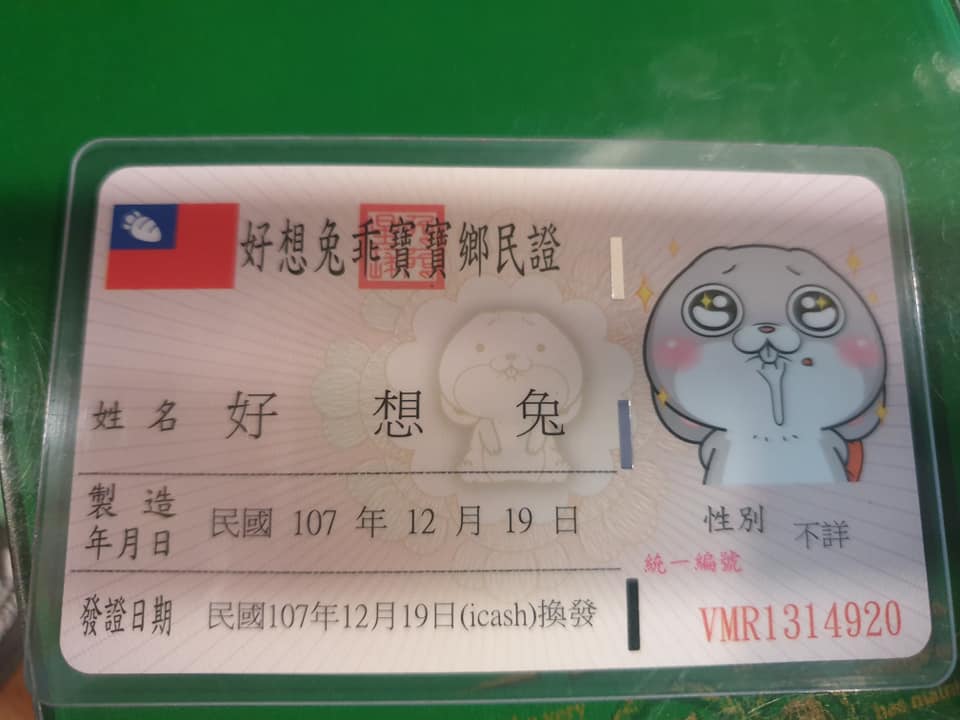 好想兔乖寶寶鄉民證
姓名 好想兔
製造年月日 民國 107 年 12 月 19 日
性別 不詳
統一編號
發證日期 民國107年12月19日(icash)換發
VMR1314920